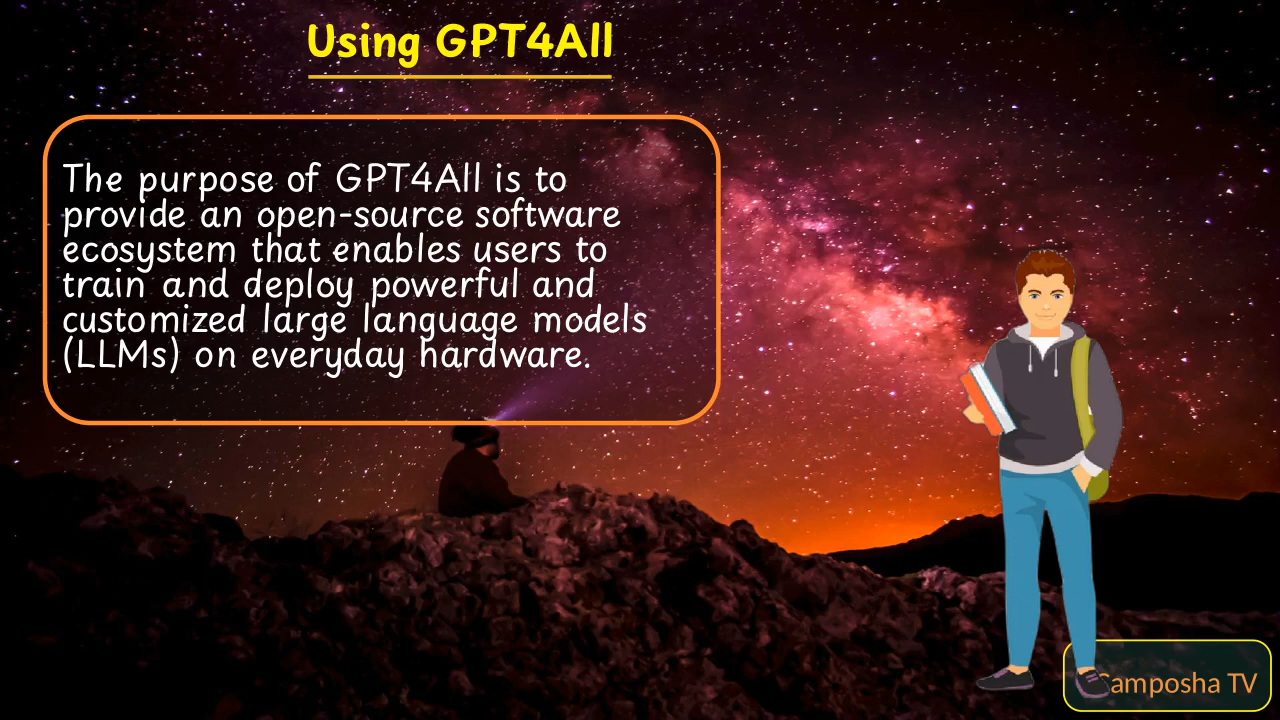 Using GPT4All
The purpose of GPT4All is to
provide an open-source software
ecosystem that enables users to
train and deploy powerful and
customized large language models
(LLMs) on everyday hardware.
Camposha TV